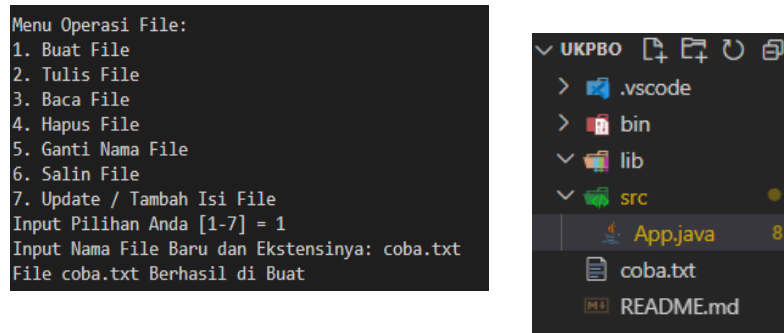 Menu Operasi File:
1. Buat File
2. Tulis File
3. Baca File
4. Hapus File
5. Ganti Nama File
6. Salin File
7. Update / Tambah Isi File
Input Pilihan Anda [1-7] = 1
Input Nama File Baru dan Ekstensinya: coba.txt
File coba.txt Berhasil di Buat
UKPBO
.vscode
bin
lib
src
App.java 8
coba.txt
README.md